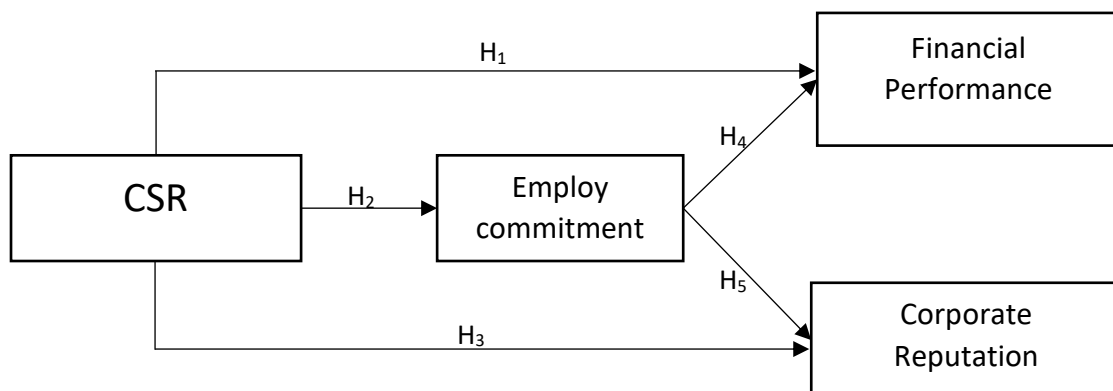 H₁
Financial
Performance
CSR
H₂
Employ
commitment
H₄
H₅
H₃
Corporate
Reputation